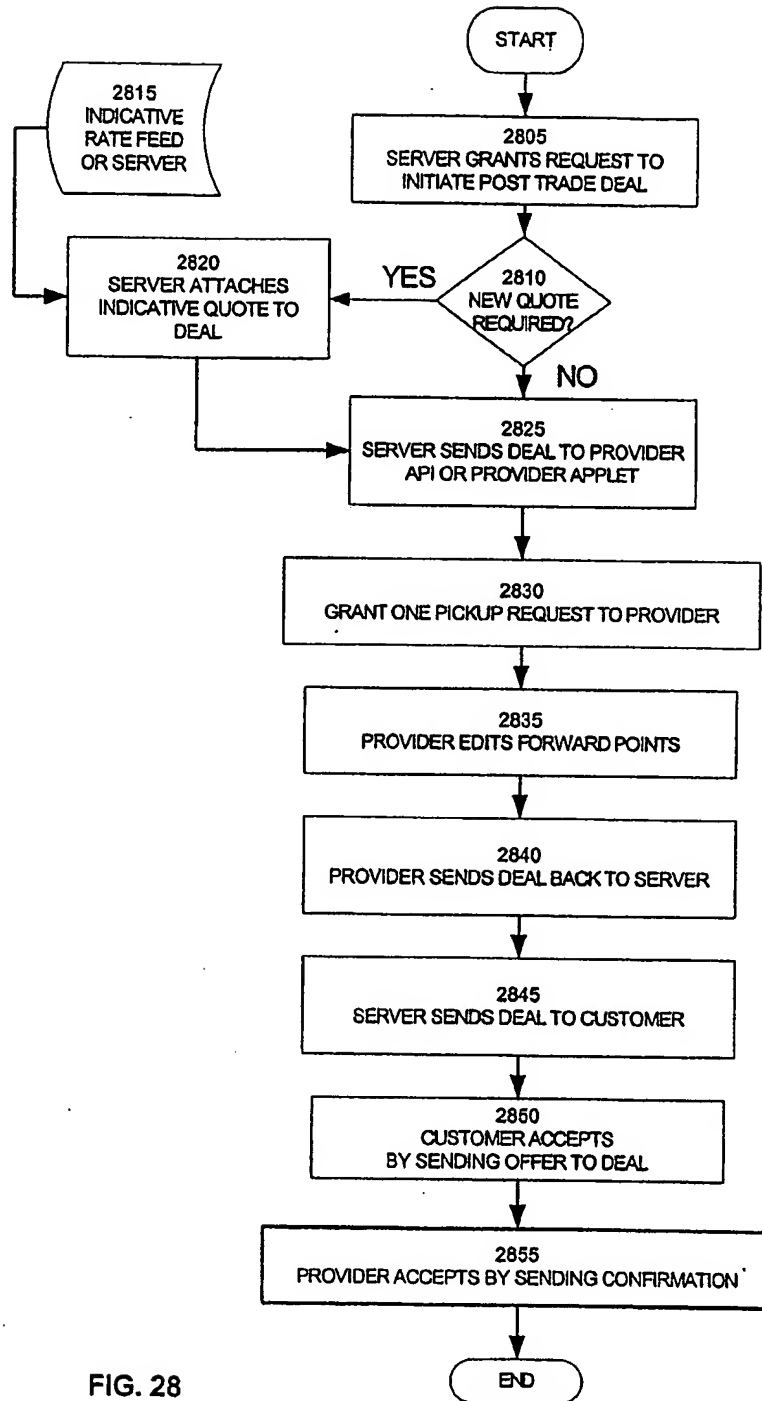 START
2815
INDICATIVE
RATE FEED
OR SERVER
2805
SERVER GRANTS REQUEST TO
INITIATE POST TRADE DEAL
2820
SERVER ATTACHES
INDICATIVE QUOTE TO
DEAL
YES
2810
NEW QUOTE
REQUIRED?
NO
2825
SERVER SENDS DEAL TO PROVIDER
API OR PROVIDER APPLET
2830
GRANT ONE PICKUP REQUEST TO PROVIDER
2835
PROVIDER EDITS FORWARD POINTS
2840
PROVIDER SENDS DEAL BACK TO SERVER
2845
SERVER SENDS DEAL TO CUSTOMER
2850
CUSTOMER ACCEPTS
BY SENDING OFFER TO DEAL
2855
PROVIDER ACCEPTS BY SENDING CONFIRMATION
END
FIG. 28